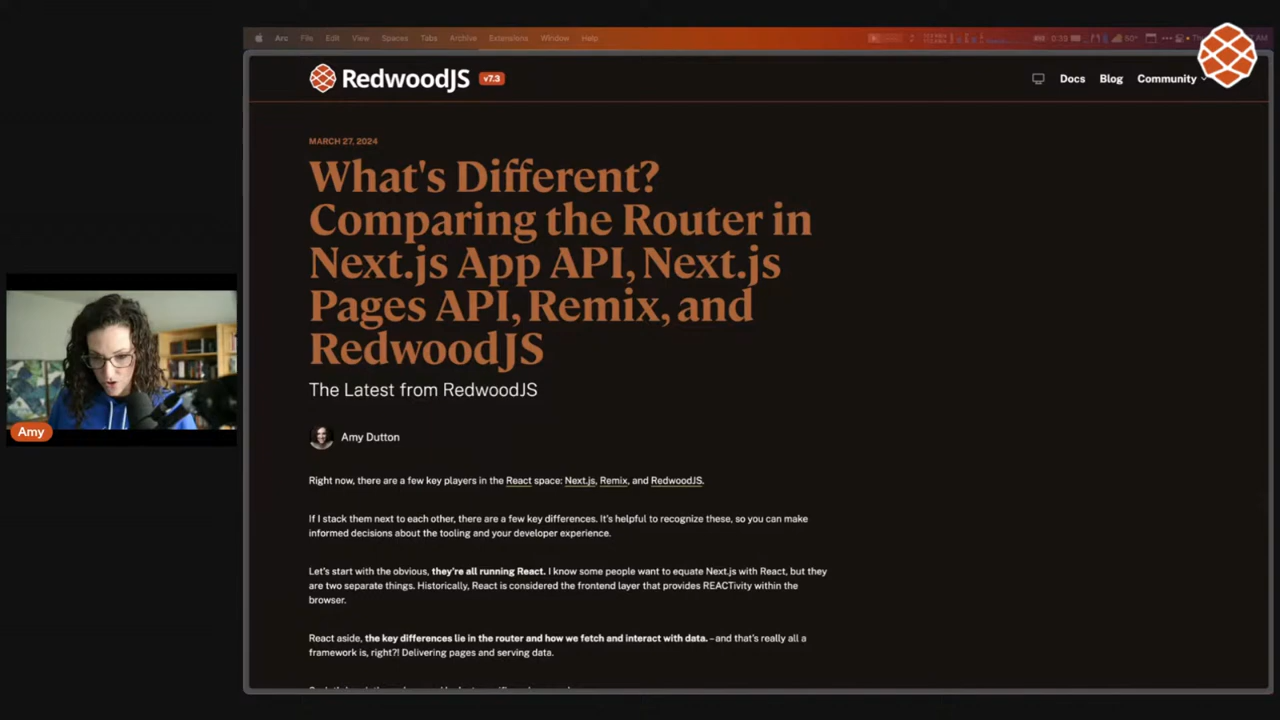 Arc File Edit View Spaces Tabs Archive Extensions Window Help
RedwoodJS v7.3
Docs Blog Community
MARCH 27, 2024
What's Different?
Comparing the Router in
Next.js App API, Next.js
Pages API, Remix, and
RedwoodJS
The Latest from RedwoodJS
Amy Dutton
Right now, there are a few key players in the React space: Next.js, Remix, and RedwoodJS.
If I stack them next to each other, there are a few key differences. It's helpful to recognize these, so you can make
informed decisions about the tooling and your developer experience.
Let's start with the obvious, they're all running React. I know some people want to equate Next.js with React, but they
are two separate things. Historically, React is considered the frontend layer that provides REACTivity within the
browser.
React aside, the key differences lie in the router and how we fetch and interact with data. – and that's really all a
framework is, right?! Delivering pages and serving data.
Amy